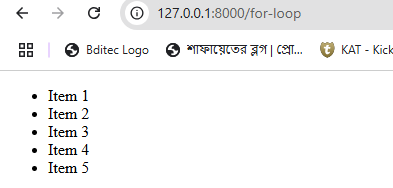 127.0.0.1:8000/for-loop
Bditec Logo শাফায়েতের ব্লগ | প্রো... KAT - Kick
Item 1
Item 2
Item 3
Item 4
Item 5